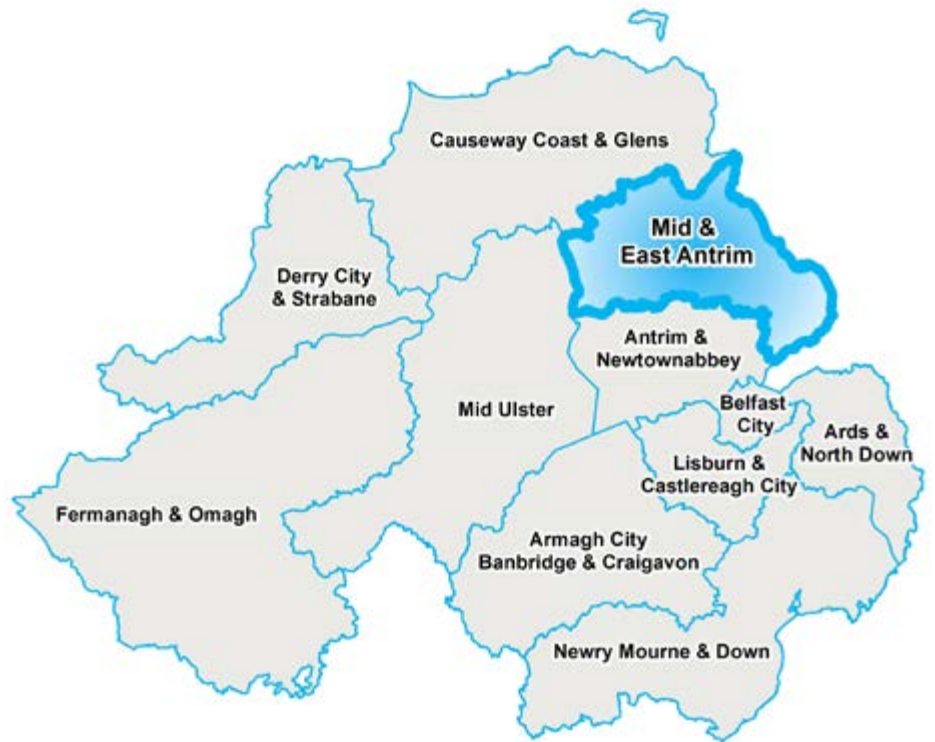 Causeway Coast & Glens
Mid &
East Antrim
Derry City
& Strabane
Antrim &
Newtownabbey
Mid Ulster
Belfast
City
Ards &
North Down
Lisburn &
Castlereagh City
Fermanagh & Omagh
Armagh City
Banbridge & Craigavon
Newry Mourne & Down